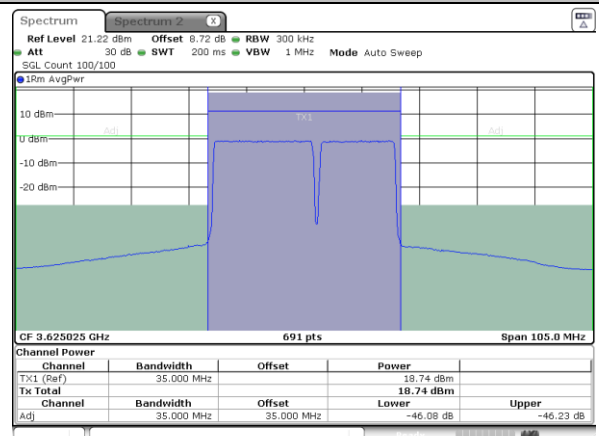 Spectrum Spectrum 2 X
Ref Level 21.22 dBm Offset 8.72 dB RBW 300 kHz
Att 30 dB SWT 200 ms VBW 1 MHz Mode Auto Sweep
SGL Count 100/100
1Rm AvgPwr
10 dBm
TX1
Adj Adj
0 dBm
-10 dBm
-20 dBm
CF 3.625025 GHz 691 pts Span 105.0 MHz
Channel Power
Channel Bandwidth Offset Power
TX1 (Ref) 35.000 MHz 18.74 dBm
Tx Total 18.74 dBm
Channel Bandwidth Offset Lower Upper
Adj 35.000 MHz 35.000 MHz -46.08 dB -46.23 dB